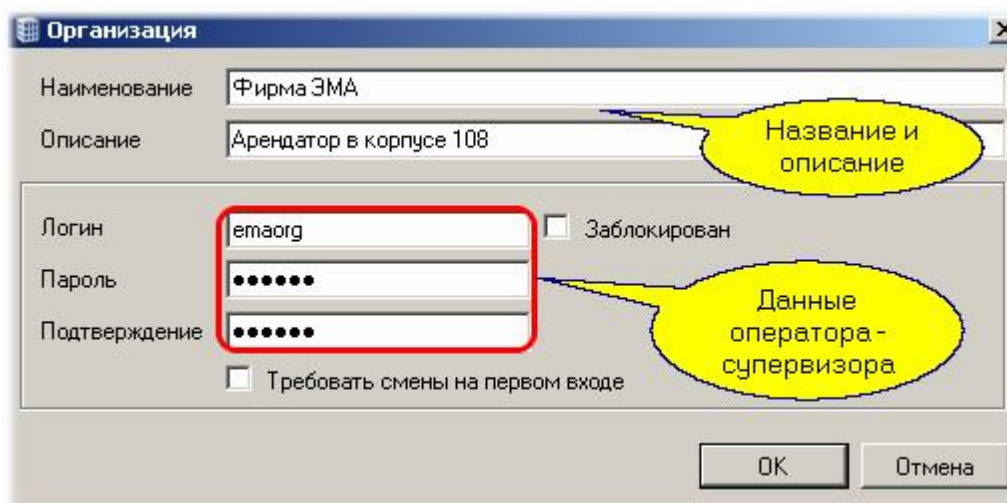 Организация
Наименование
Фирма ЭМА
Описание
Арендатор в корпусе 108
Название и
описание
Логин
emaorg
Заблокирован
Пароль
●●●●●●
Подтверждение
●●●●●●
Данные
оператора-
супервизора
Требовать смены на первом входе
OK
Отмена